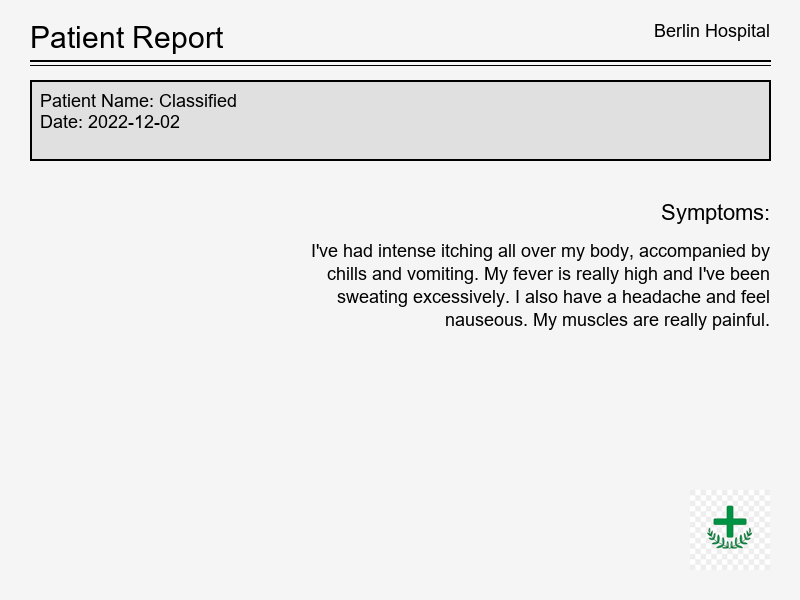 Patient Report
Berlin Hospital
Patient Name: Classified
Date: 2022-12-02
Symptoms:
I've had intense itching all over my body, accompanied by
chills and vomiting. My fever is really high and I've been
sweating excessively. I also have a headache and feel
nauseous. My muscles are really painful.